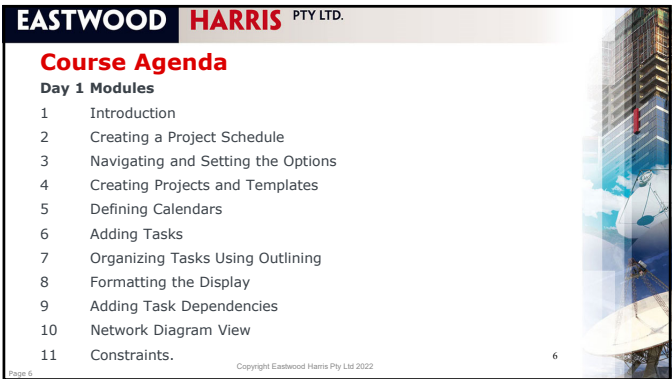 EASTWOOD HARRIS PTY LTD.
Course Agenda
Day 1 Modules
1 Introduction
2 Creating a Project Schedule
3 Navigating and Setting the Options
4 Creating Projects and Templates
5 Defining Calendars
6 Adding Tasks
7 Organizing Tasks Using Outlining
8 Formatting the Display
9 Adding Task Dependencies
10 Network Diagram View
11 Constraints.
Copyright Eastwood Harris Pty Ltd 2022
6
Page 6